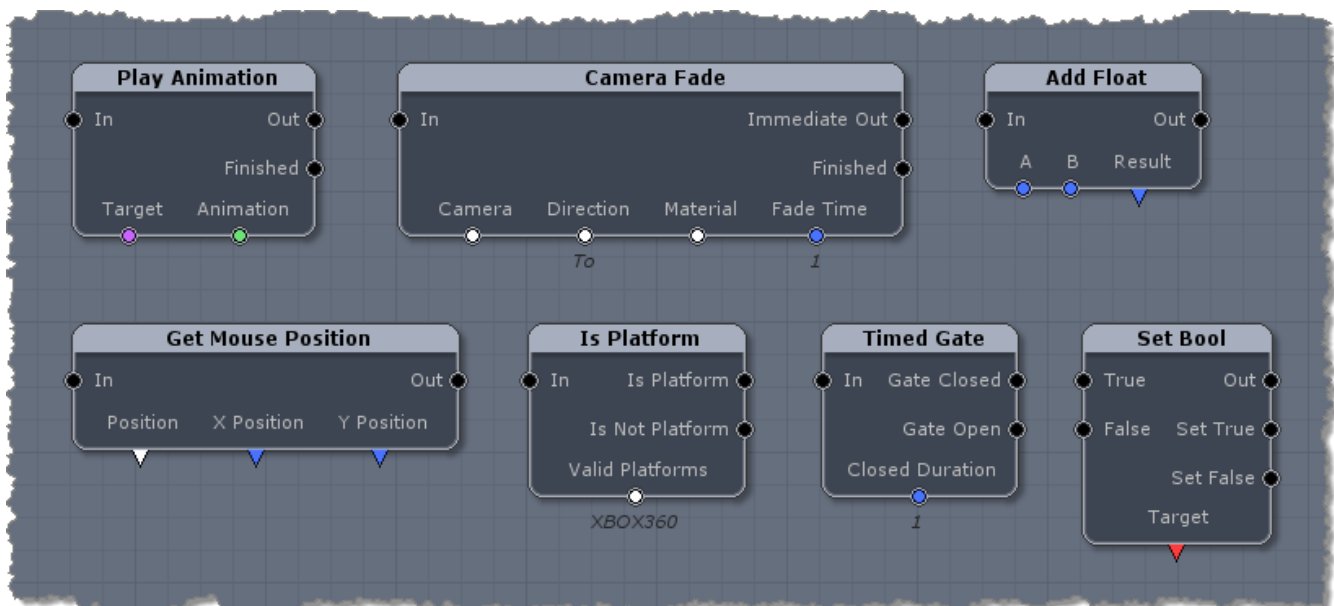 Play Animation
In Out
Finished
Target Animation
Camera Fade
In Immediate Out
Finished
Camera Direction Material Fade Time
To 1
Add Float
In Out
A B Result
Get Mouse Position
In Out
Position X Position Y Position
Is Platform
In Is Platform
Is Not Platform
Valid Platforms
XBOX360
Timed Gate
In Gate Closed
Gate Open
Closed Duration
1
Set Bool
True Out
False Set True
Set False
Target